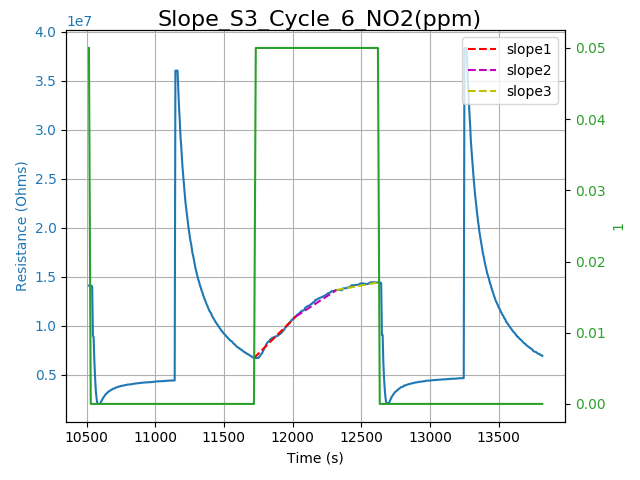 Slope_S3_Cycle_6_NO2(ppm)
1e7
4.0
3.5
3.0
2.5
2.0
1.5
1.0
0.5
Resistance (Ohms)
slope1
slope2
slope3
0.05
0.04
0.03
0.02
0.01
0.00
1
10500 11000 11500 12000 12500 13000 13500
Time (s)